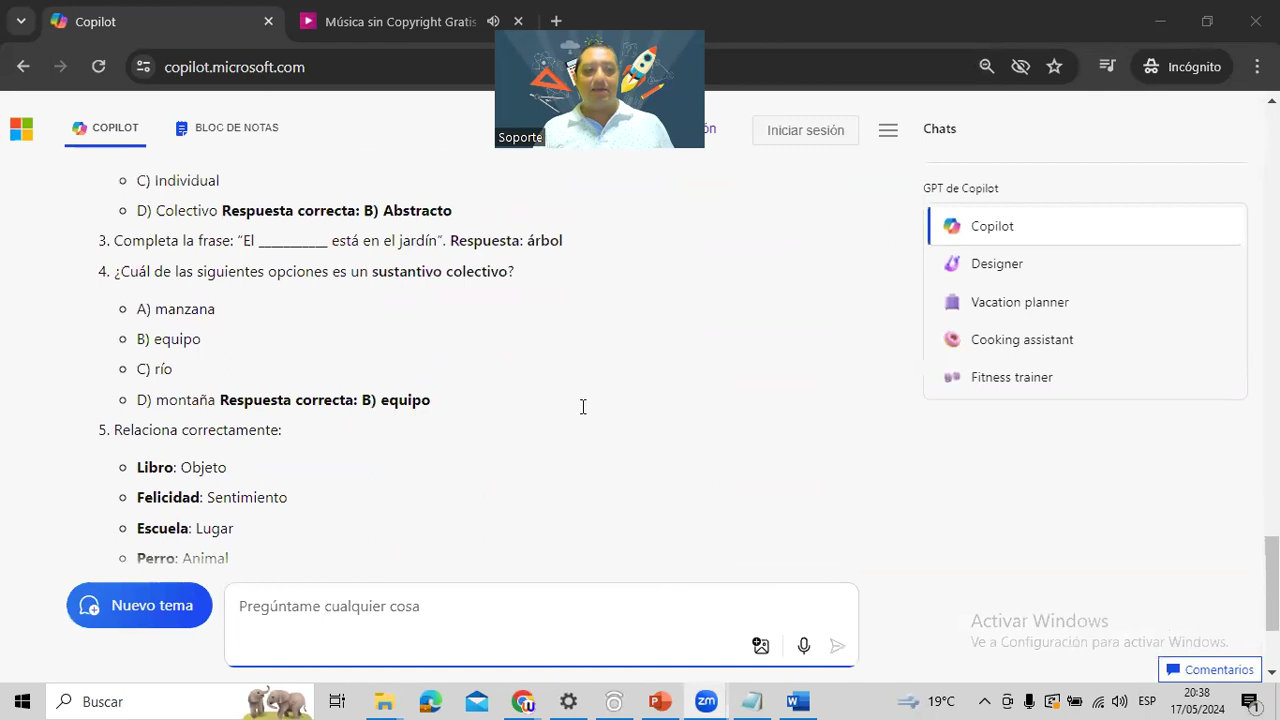 Copilot
Música sin Copyright Gratis
copilot.microsoft.com
Incógnito
Soporte
COPILOT
BLOC DE NOTAS
ón
Iniciar sesión
Chats
GPT de Copilot
Copilot
Designer
Vacation planner
Cooking assistant
Fitness trainer
C) Individual
D) Colectivo Respuesta correcta: B) Abstracto
3. Completa la frase: “El ___________ está en el jardín”. Respuesta: árbol
4. ¿Cuál de las siguientes opciones es un sustantivo colectivo?
A) manzana
B) equipo
C) río
D) montaña Respuesta correcta: B) equipo
5. Relaciona correctamente:
Libro: Objeto
Felicidad: Sentimiento
Escuela: Lugar
Perro: Animal
Nuevo tema
Pregúntame cualquier cosa
Activar Windows
Ve a Configuración para activar Windows.
Comentarios
Buscar
19°C
ESP
20:38
17/05/2024